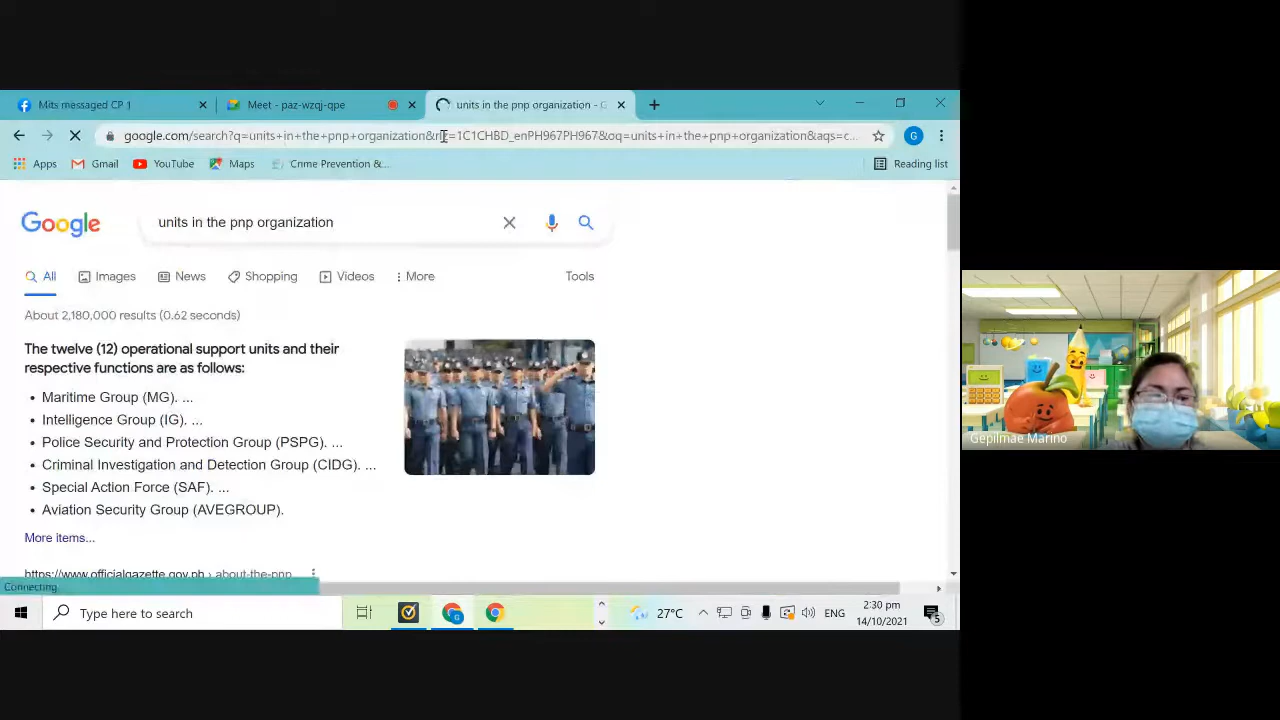 Mits messaged CP 1
Meet - paz-wzqj-qpe
units in the pnp organization - G
google.com/search?q=units+in+the+pnp+organization&rlz=1C1CHBD_enPH967PH967&oq=units+in+the+pnp+organization&aqs=c...
G
Apps
Gmail
YouTube
Maps
Crime Prevention &...
Reading list
Google
units in the pnp organization
All
Images
News
Shopping
Videos
More
Tools
About 2,180,000 results (0.62 seconds)
The twelve (12) operational support units and their
respective functions are as follows:
• Maritime Group (MG). ...
• Intelligence Group (IG). ...
• Police Security and Protection Group (PSPG). ...
• Criminal Investigation and Detection Group (CIDG). ...
• Special Action Force (SAF). ...
• Aviation Security Group (AVEGROUP).
More items...
https://www.officialgazette.gov.ph › about-the-pnp
Connecting...
Type here to search
27°C
ENG
2:30 pm
14/10/2021
5
Gepilmae Marino